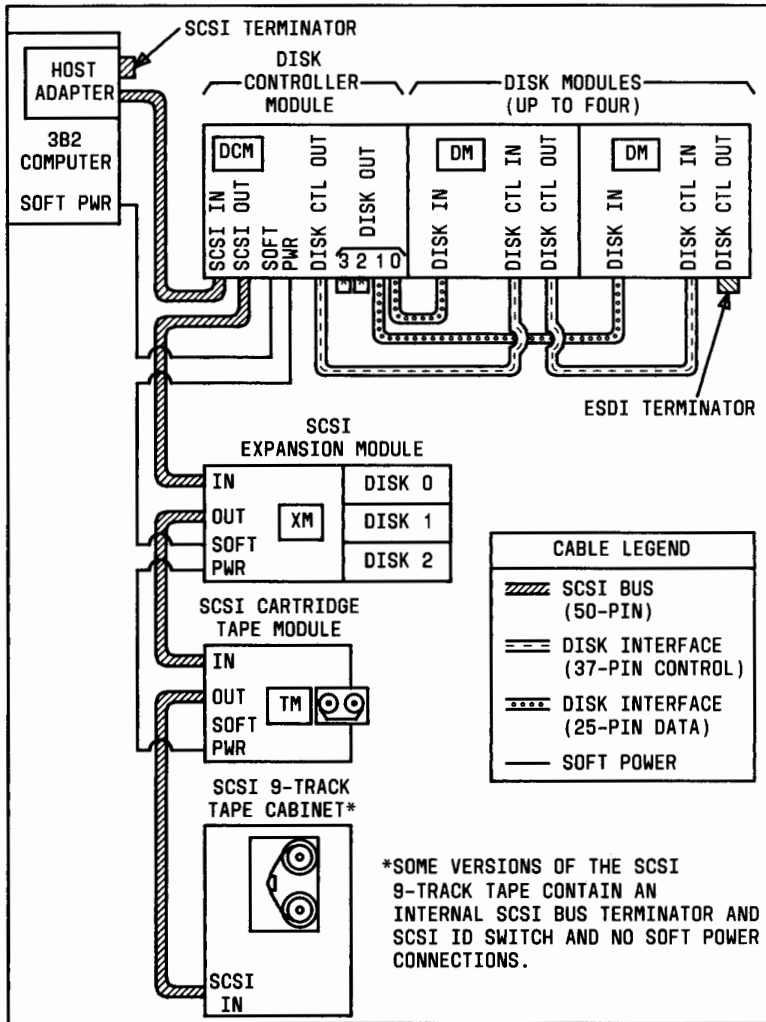 SCSI TERMINATOR
HOST
ADAPTER
3B2
COMPUTER
SOFT PWR
DISK
CONTROLLER
MODULE
DISK MODULES
(UP TO FOUR)
DCM
SCSI IN
SCSI OUT
SOFT
PWR
DISK CTL OUT
DISK OUT
3 2 1 0
* *
DM
DISK IN
DISK CTL IN
DISK CTL OUT
DM
DISK IN
DISK CTL IN
DISK CTL OUT
ESDI TERMINATOR
SCSI
EXPANSION MODULE
IN
OUT
SOFT
PWR
XM
DISK 0
DISK 1
DISK 2
SCSI CARTRIDGE
TAPE MODULE
IN
OUT
SOFT
PWR
TM
SCSI 9-TRACK
TAPE CABINET*
SCSI
IN
CABLE LEGEND
SCSI BUS
(50-PIN)
DISK INTERFACE
(37-PIN CONTROL)
DISK INTERFACE
(25-PIN DATA)
SOFT POWER
*SOME VERSIONS OF THE SCSI
9-TRACK TAPE CONTAIN AN
INTERNAL SCSI BUS TERMINATOR AND
SCSI ID SWITCH AND NO SOFT POWER
CONNECTIONS.